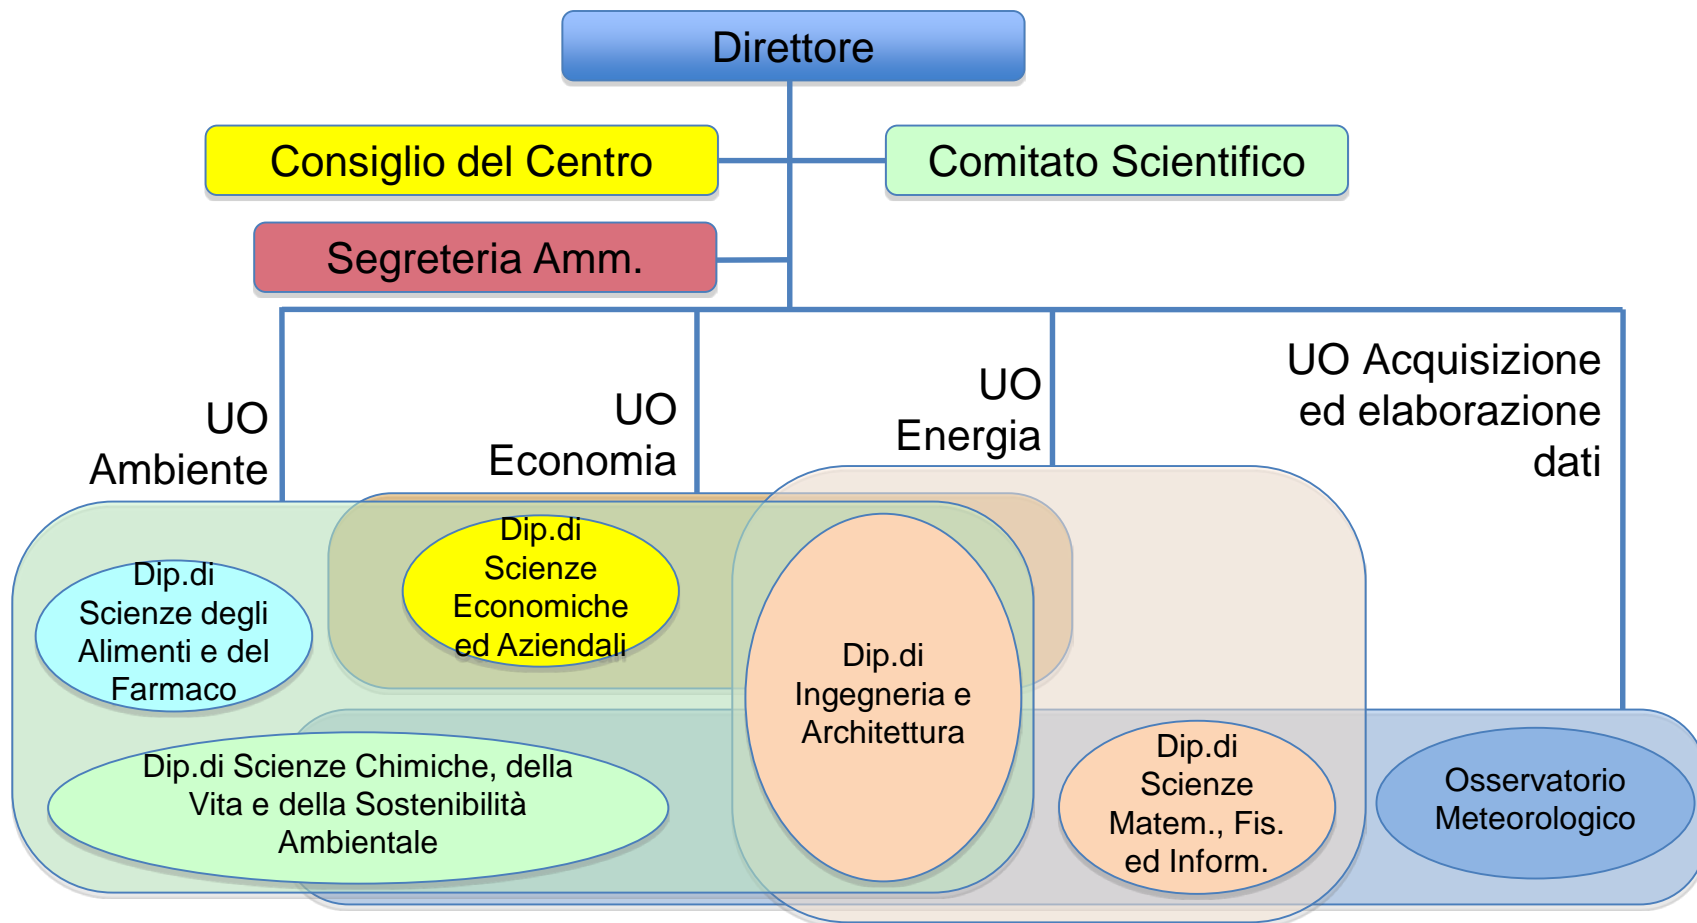 Direttore
Consiglio del Centro
Comitato Scientifico
Segreteria Amm.
UO
Ambiente
UO
Economia
UO
Energia
UO Acquisizione
ed elaborazione
dati
Dip.di
Scienze degli
Alimenti e del
Farmaco
Dip.di
Scienze
Economiche
ed Aziendali
Dip.di
Ingegneria e
Architettura
Dip.di Scienze Chimiche, della
Vita e della Sostenibilità
Ambientale
Dip.di
Scienze
Matem., Fis.
ed Inform.
Osservatorio
Meteorologico